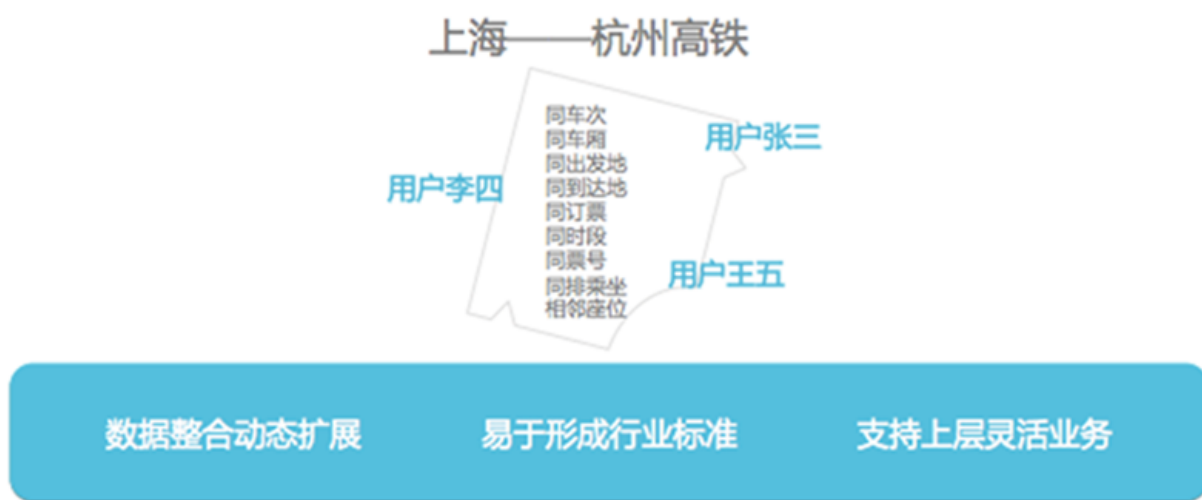 上海——杭州高铁
同车次
同车厢
用户张三
同出发地
用户李四
同到达地
同订票
同时段
同票号
用户王五
同排乘坐
相邻座位
数据整合动态扩展
易于形成行业标准
支持上层灵活业务